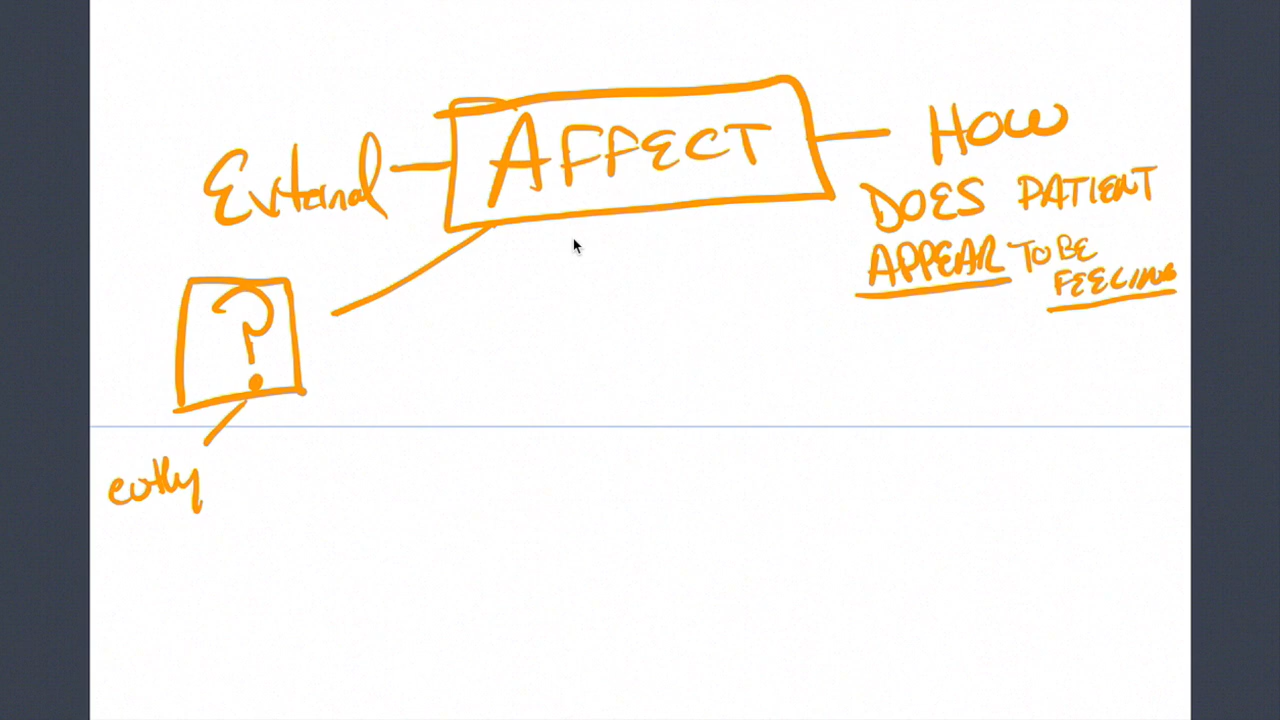 External
AFFECT
HOW
DOES PATIENT
APPEAR TO BE
FEELING
?